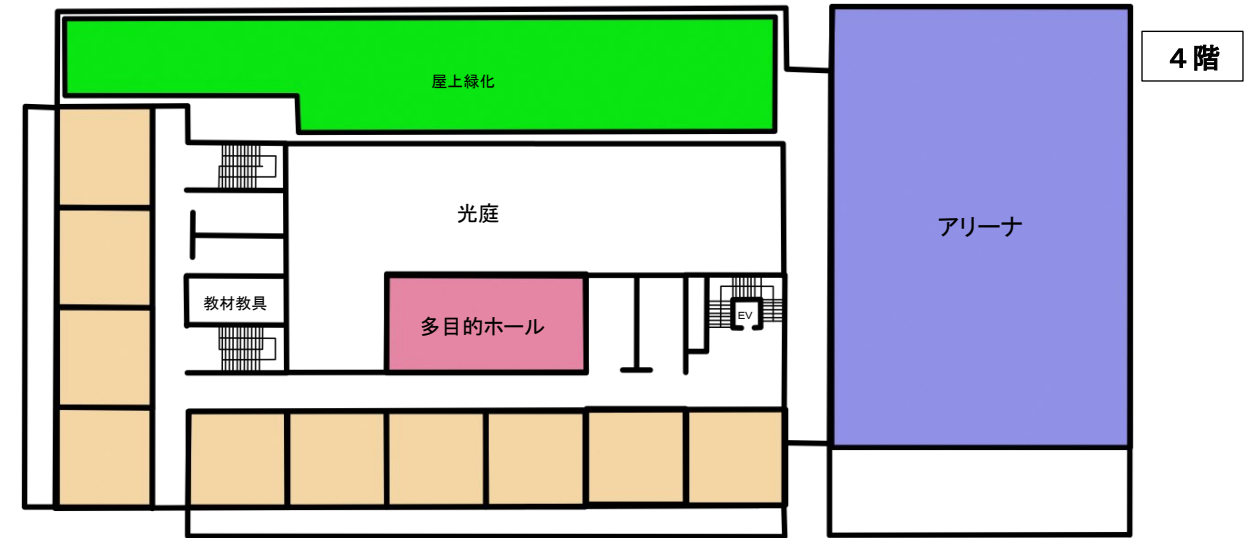 ４階
屋上緑化
光庭
アリーナ
教材教具
多目的ホール
EV